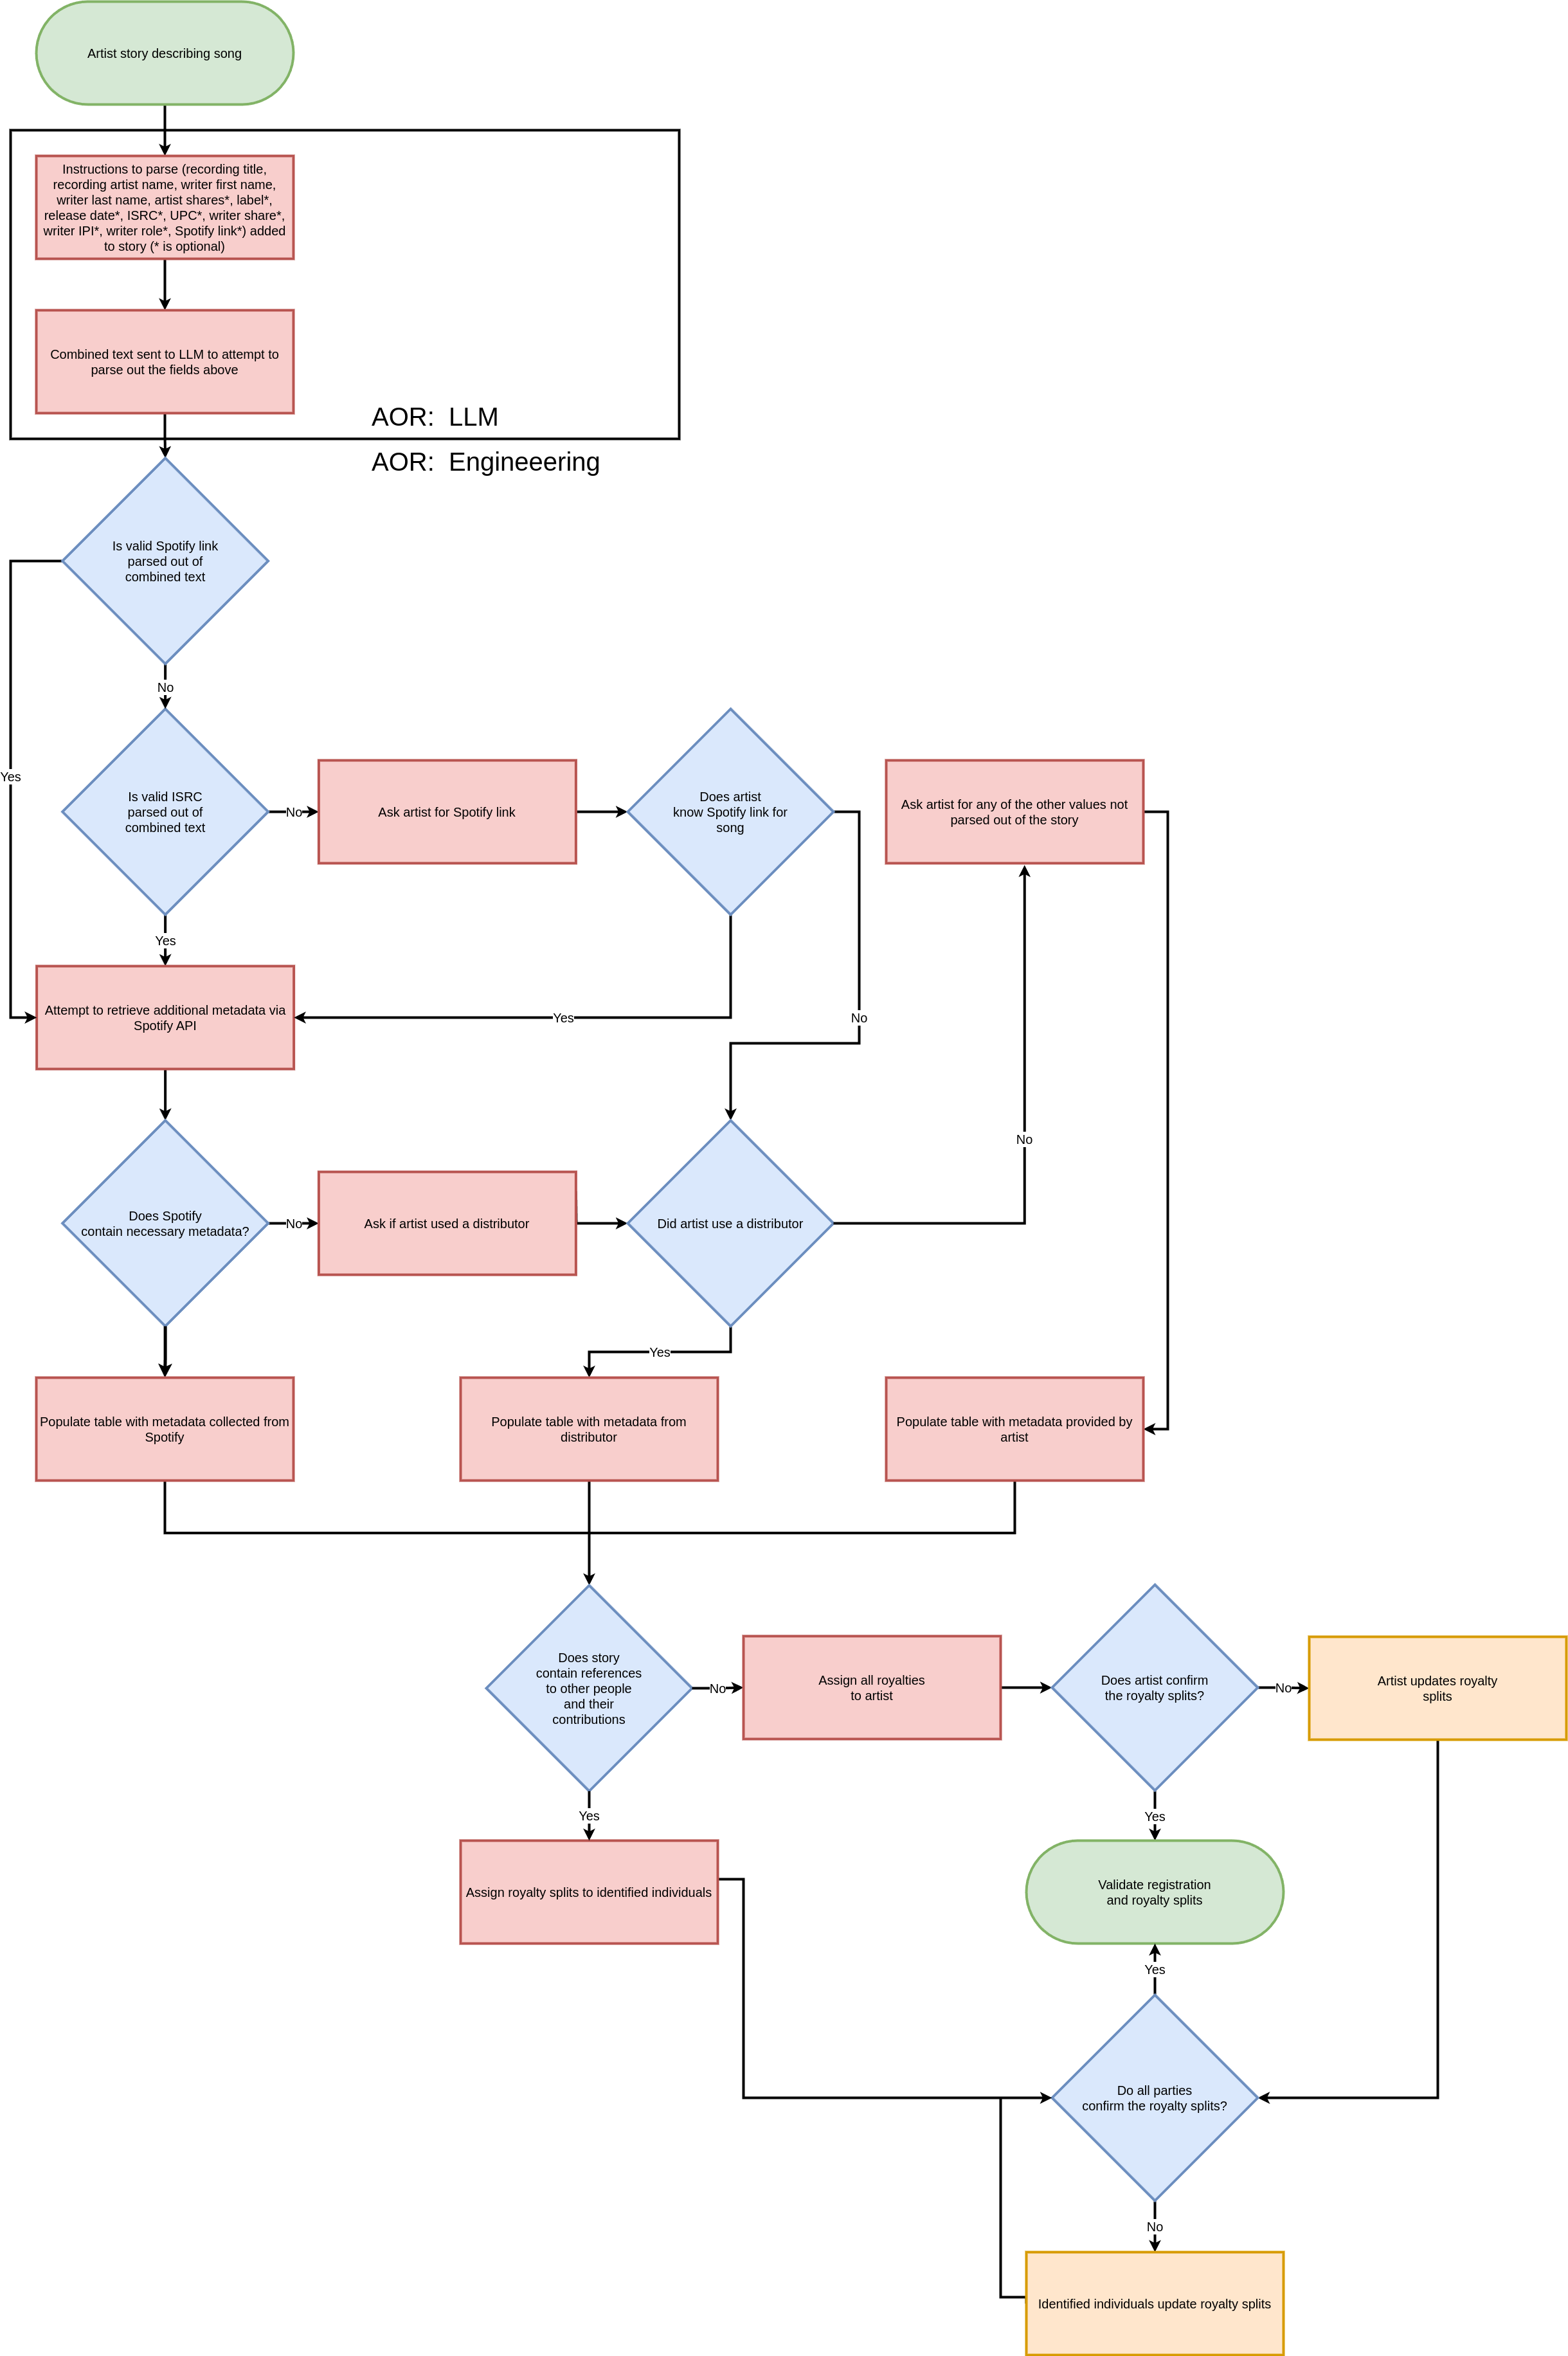 Artist story describing song
Instructions to parse (recording title,
recording artist name, writer first name,
writer last name, artist shares*, label*,
release date*, ISRC*, UPC*, writer share*,
writer IPI*, writer role*, Spotify link*) added
to story (* is optional)
Combined text sent to LLM to attempt to
parse out the fields above
AOR:  LLM
AOR:  Engineeering
Is valid Spotify link
parsed out of
combined text
No
Yes
Is valid ISRC
parsed out of
combined text
No
Ask artist for Spotify link
Does artist
know Spotify link for
song
Ask artist for any of the other values not
parsed out of the story
Yes
Attempt to retrieve additional metadata via
Spotify API
Yes
No
No
Does Spotify
contain necessary metadata?
No
Ask if artist used a distributor
Did artist use a distributor
Yes
Populate table with metadata collected from
Spotify
Populate table with metadata from
distributor
Populate table with metadata provided by
artist
Does story
contain references
to other people
and their
contributions
No
Assign all royalties
to artist
Does artist confirm
the royalty splits?
No
Artist updates royalty
splits
Yes
Yes
Assign royalty splits to identified individuals
Validate registration
and royalty splits
Yes
Do all parties
confirm the royalty splits?
No
Identified individuals update royalty splits